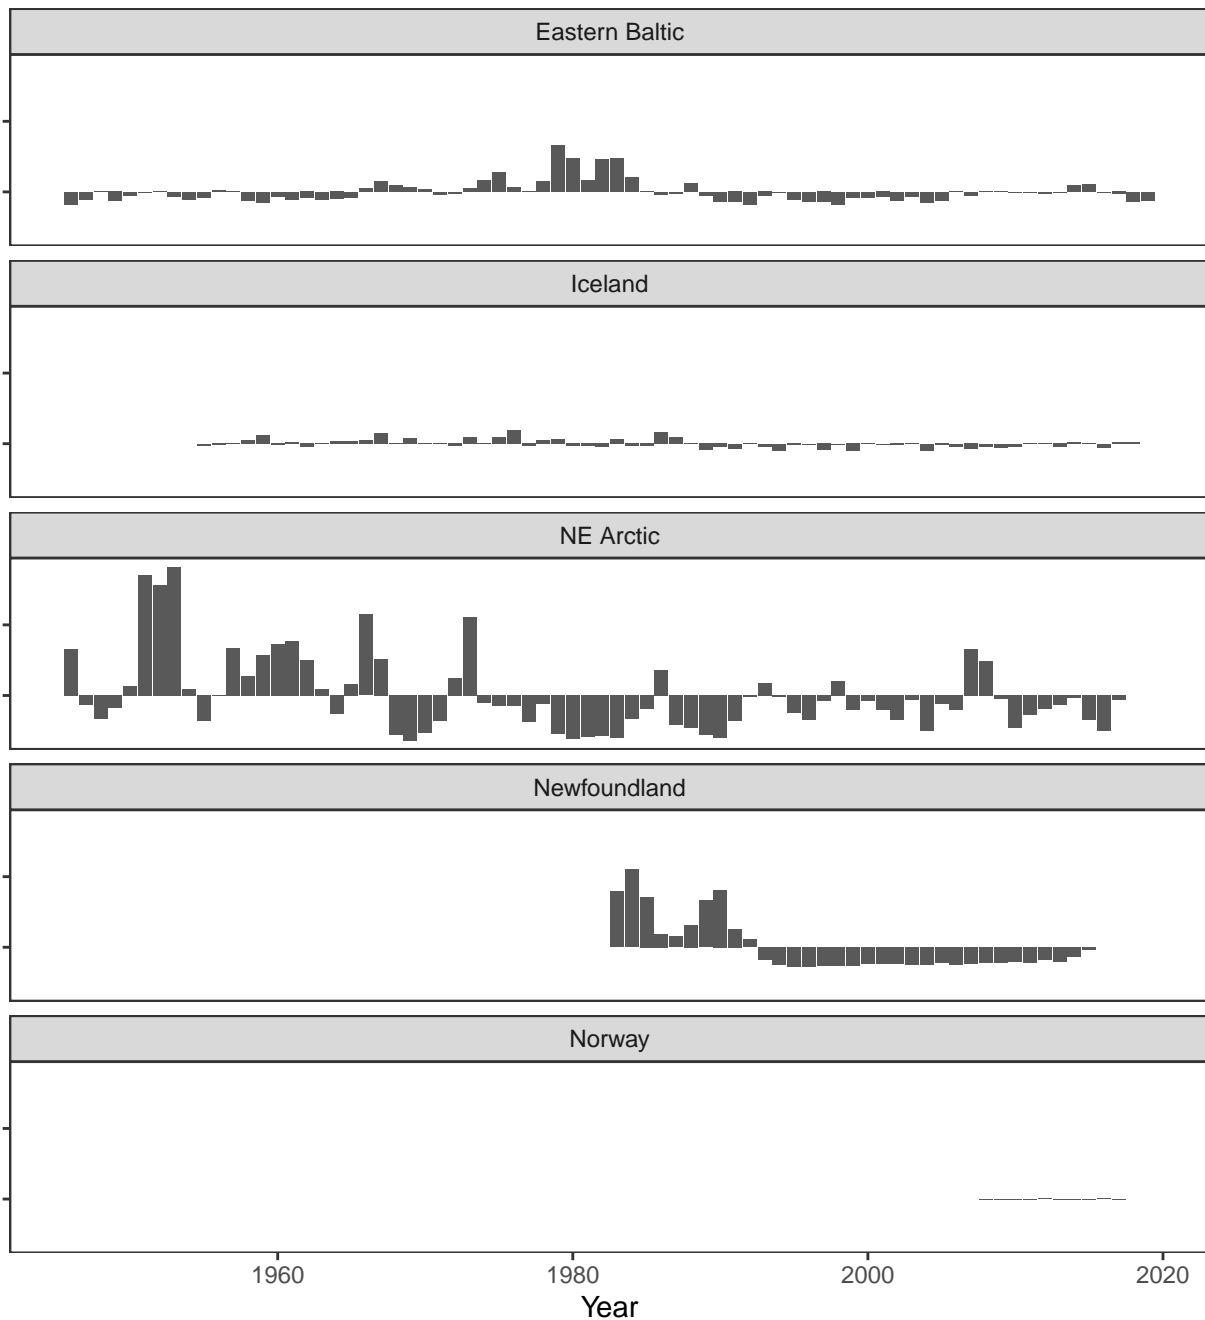 Eastern Baltic
Iceland
NE Arctic
Newfoundland
Norway
1960 1980 2000 2020
Year